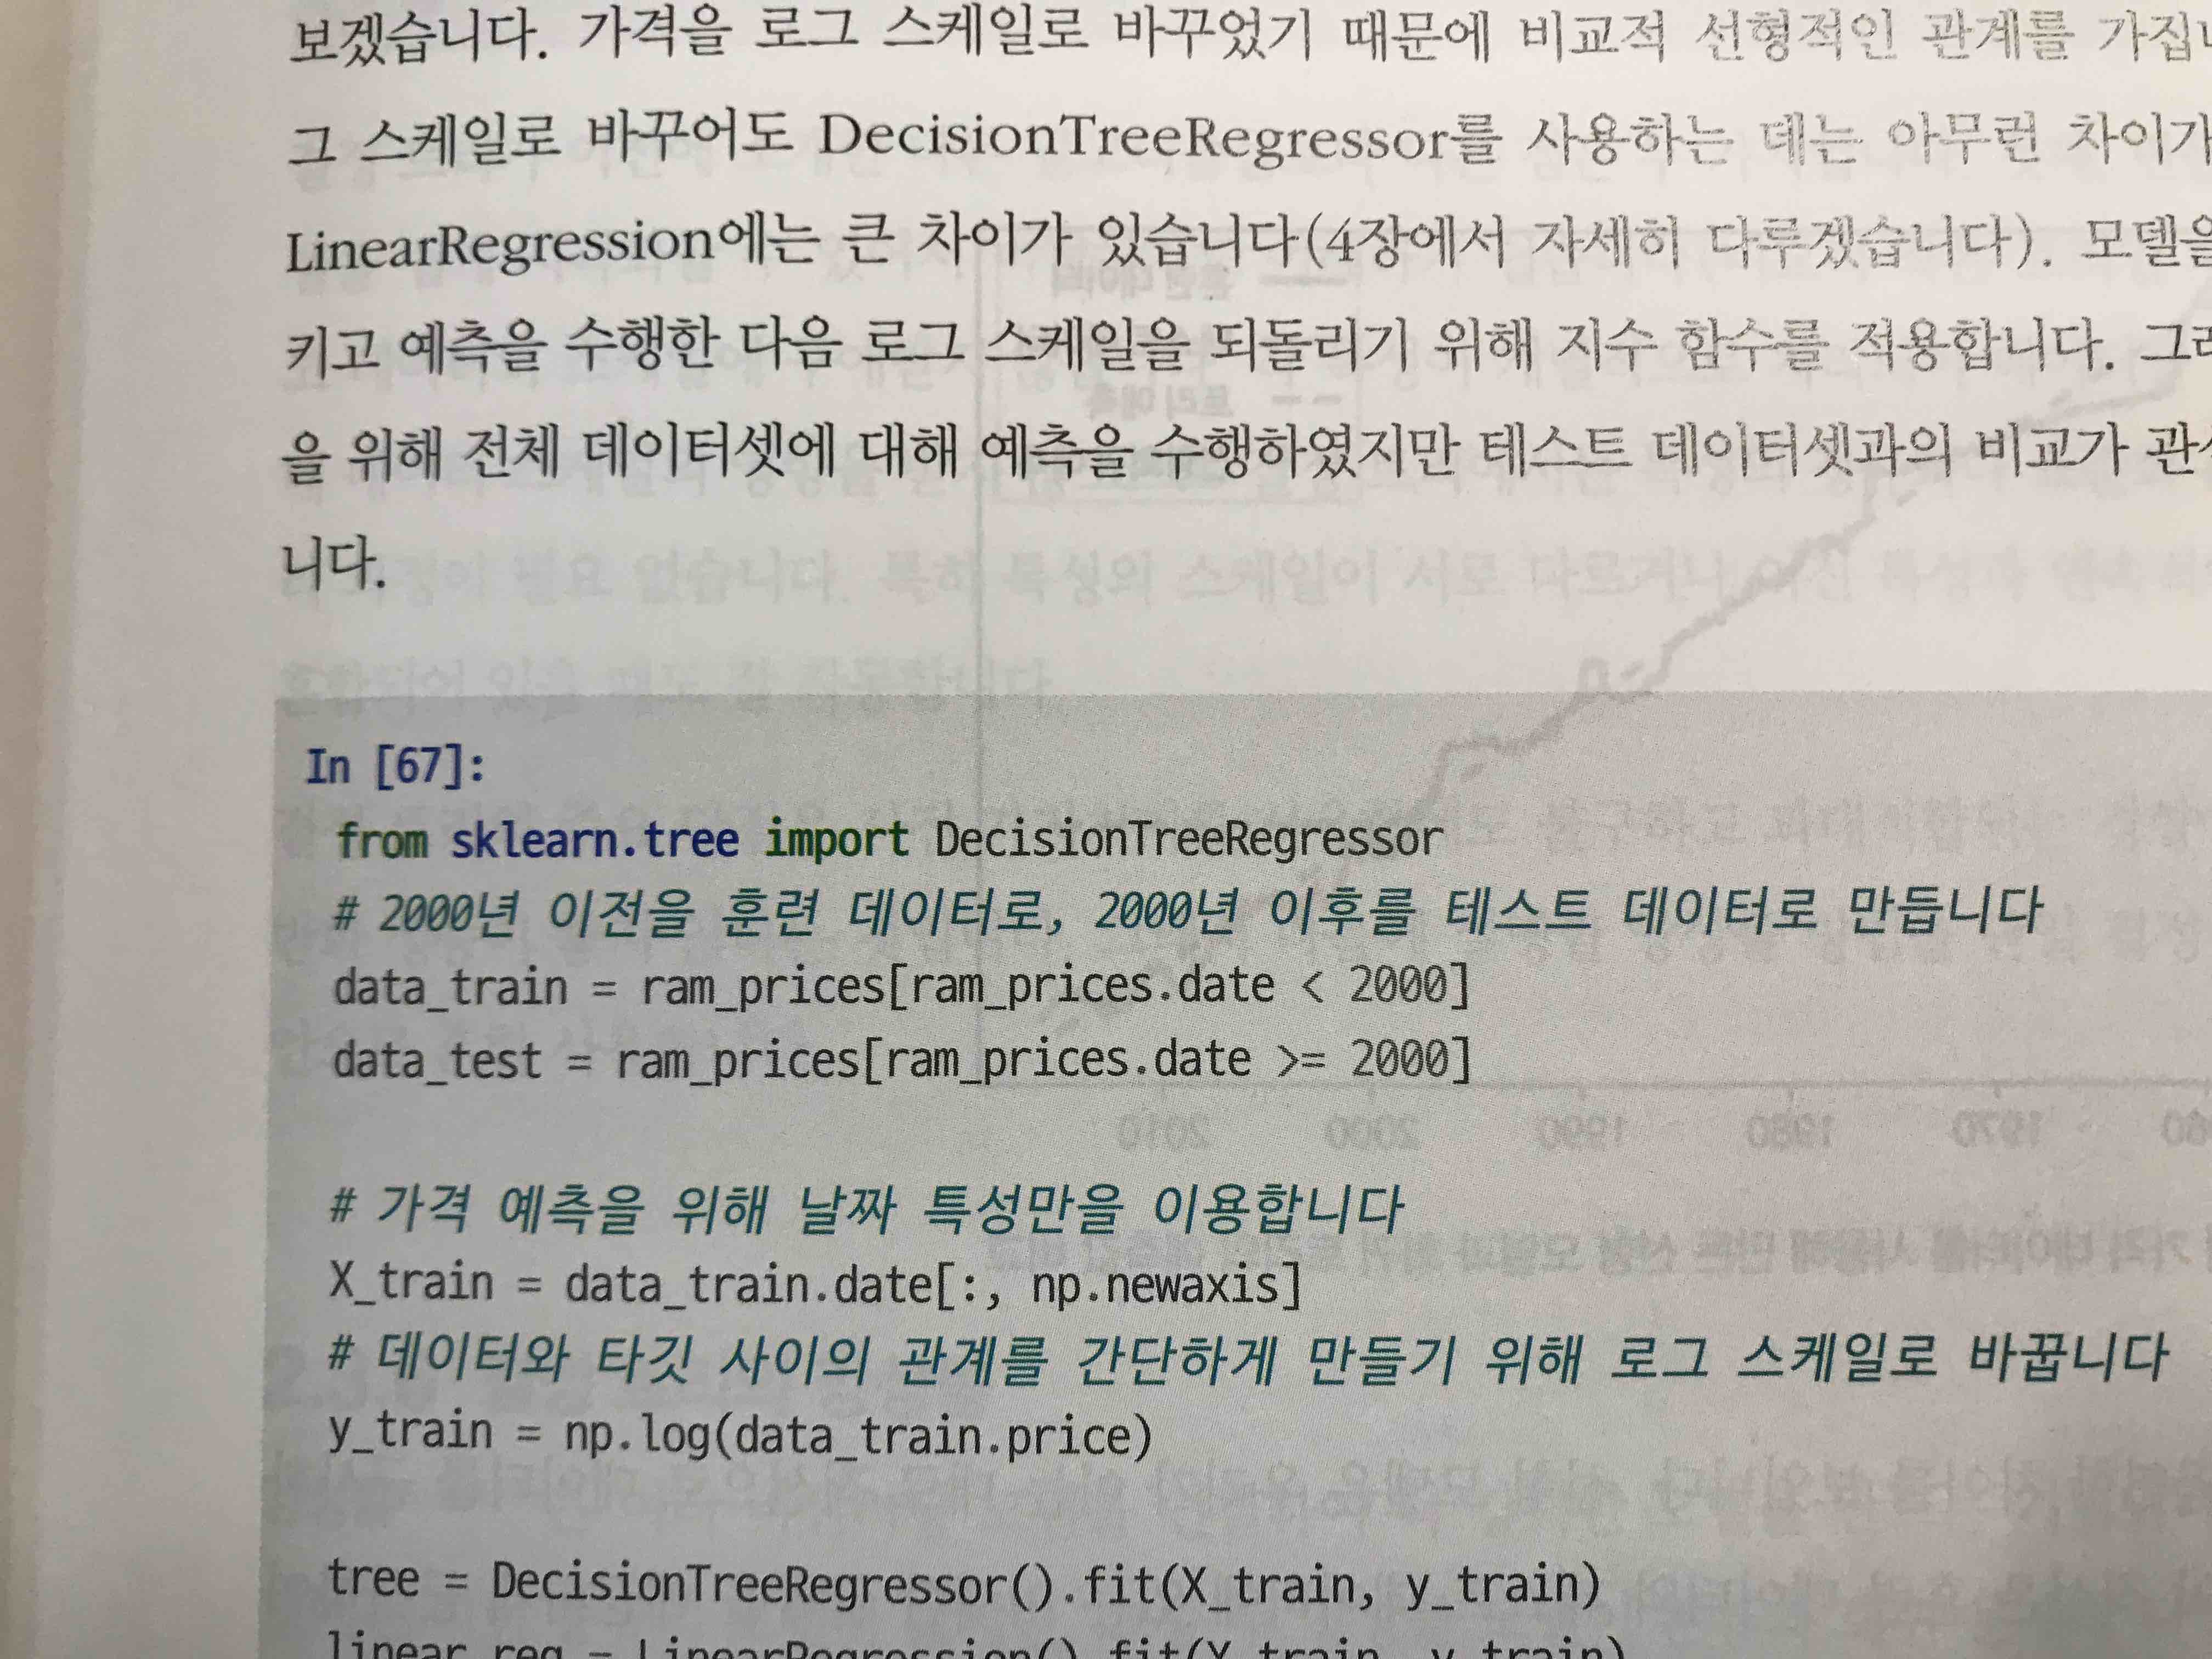 보겠습니다. 가격을 로그 스케일로 바꾸었기 때문에 비교적 선형적인 관계를
그 스케일로 바꾸어도 DecisionTreeRegressor를 사용하는 데는 아무런 차이가
LinearRegression에는 큰 차이가 있습니다(4장에서 자세히 다루겠습니다). 모델을
키고 예측을 수행한 다음 로그 스케일을 되돌리기 위해 지수 함수를 적용합니다.
을 위해 전체 데이터셋에 대해 예측을 수행하였지만 테스트 데이터셋과의 비교가
니다.
In [67]:
from sklearn.tree import DecisionTreeRegressor
# 2000년 이전을 훈련 데이터로, 2000년 이후를 테스트 데이터로 만듭니다
data_train = ram_prices[ram_prices.date < 2000]
data_test = ram_prices[ram_prices.date >= 2000]
# 가격 예측을 위해 날짜 특성만을 이용합니다
X_train = data_train.date[:, np.newaxis]
# 데이터와 타깃 사이의 관계를 간단하게 만들기 위해 로그 스케일로 바꿉니다
y_train = np.log(data_train.price)
tree = DecisionTreeRegressor().fit(X_train, y_train)
linear_reg = LinearRegression().fit(X_train, y_train)